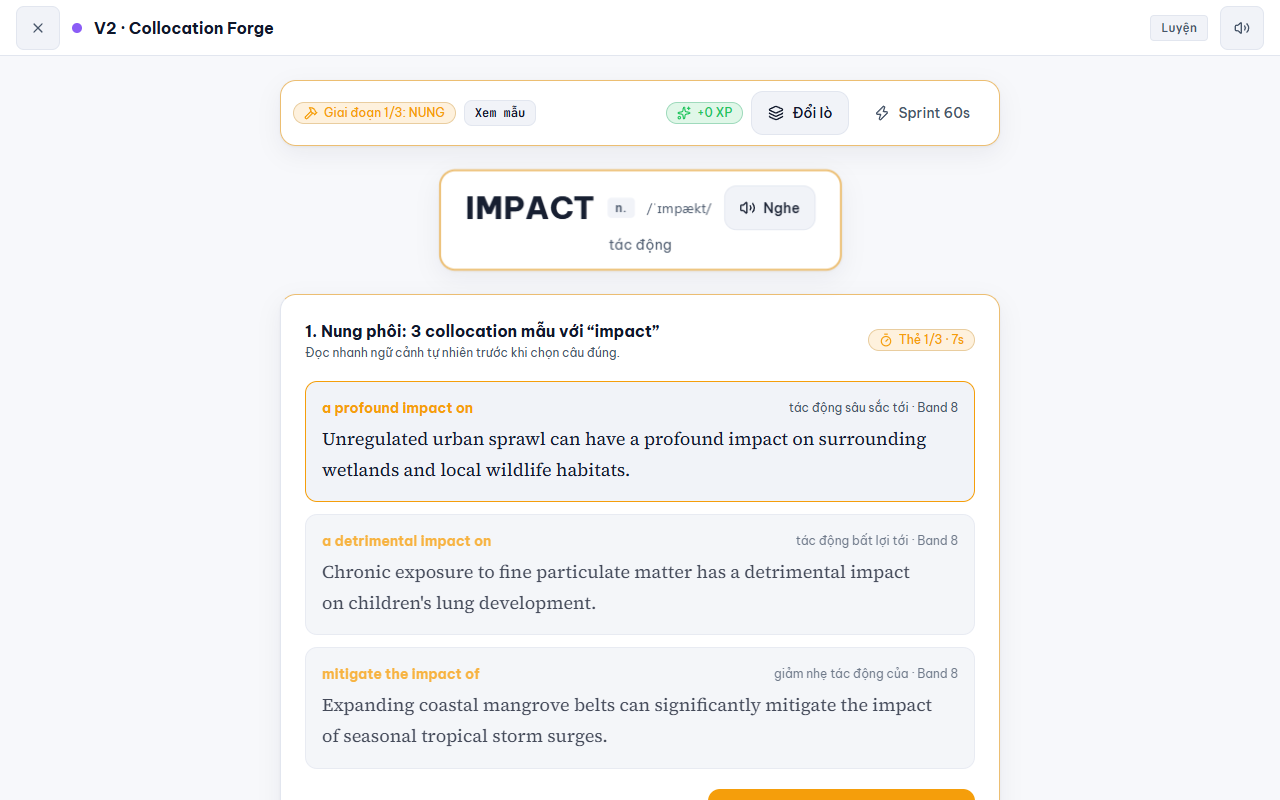 V2 · Collocation Forge
Luyện
Giai đoạn 1/3: NUNG
Xem mẫu
+0 XP
Đổi lò
Sprint 60s
IMPACT n. /ˈɪmpækt/ Nghe
tác động
1. Nung phôi: 3 collocation mẫu với “impact”
Đọc nhanh ngữ cảnh tự nhiên trước khi chọn câu đúng.
Thẻ 1/3 · 7s
a profound impact on
tác động sâu sắc tới · Band 8
Unregulated urban sprawl can have a profound impact on surrounding
wetlands and local wildlife habitats.
a detrimental impact on
tác động bất lợi tới · Band 8
Chronic exposure to fine particulate matter has a detrimental impact
on children's lung development.
mitigate the impact of
giảm nhẹ tác động của · Band 8
Expanding coastal mangrove belts can significantly mitigate the impact
of seasonal tropical storm surges.